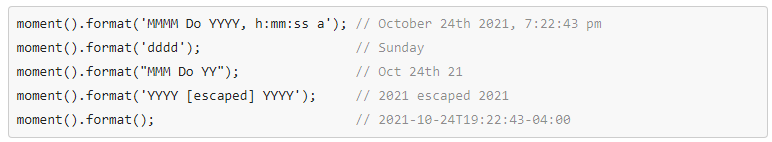 moment().format('MMMM Do YYYY, h:mm:ss a'); // October 24th 2021, 7:22:43 pm
moment().format('dddd');                    // Sunday
moment().format("MMM Do YY");               // Oct 24th 21
moment().format('YYYY [escaped] YYYY');     // 2021 escaped 2021
moment().format();                          // 2021-10-24T19:22:43-04:00